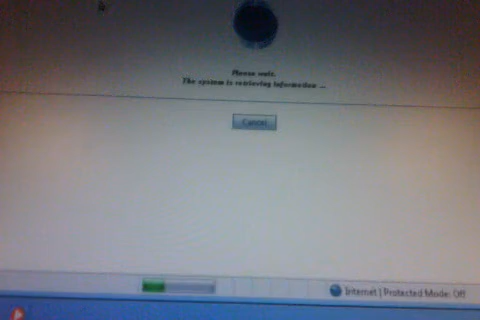 Please wait.
The system is retrieving information ...
Cancel
Internet | Protected Mode: Off